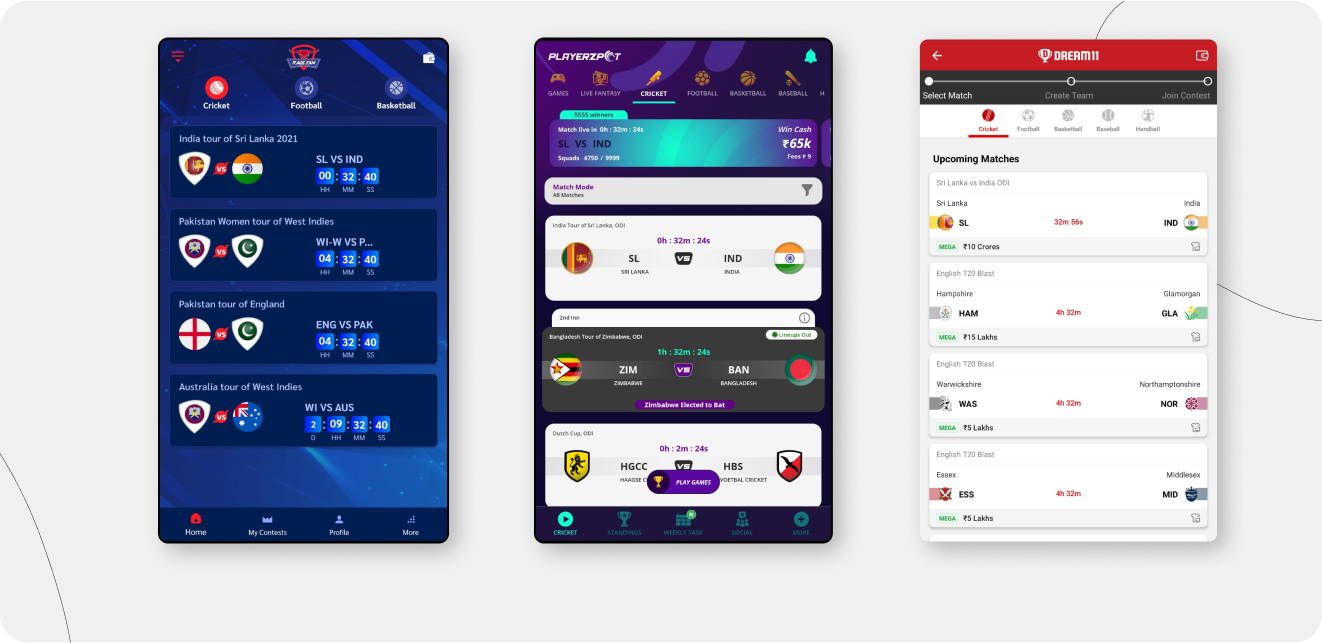 RAGE FAN
Cricket
Football
Basketball
India tour of Sri Lanka 2021
VS
SL VS IND
00 : 32 : 40
HH MM SS
Pakistan Women tour of West Indies
VS
WI-W VS P...
04 : 32 : 40
HH MM SS
Pakistan tour of England
VS
ENG VS PAK
04 : 32 : 40
HH MM SS
Australia tour of West Indies
VS
WI VS AUS
2 : 09 : 32 : 40
D HH MM SS
Home
My Contests
Profile
More
PLAYERZPOT
GAMES
LIVE FANTASY
CRICKET
FOOTBALL
BASKETBALL
BASEBALL
H
5555 winners
Match live in 0h : 32m : 24s
Win Cash
SL VS IND
₹65k
Squads 4750 / 9999
Fees ₹ 9
Match Mode
All Matches
India Tour of Sri Lanka, ODI
0h : 32m : 24s
SL VS IND
SRI LANKA
INDIA
2nd Inn
Bangladesh Tour of Zimbabwe, ODI
Lineups Out
1h : 32m : 24s
ZIM VS BAN
ZIMBABWE
BANGLADESH
Zimbabwe Elected to Bat
Dutch Cup, ODI
0h : 2m : 24s
HGCC VS HBS
HAAGSE C
VOETBAL CRICKET
PLAY GAMES
CRICKET
STANDINGS
N
WEEKLY TASK
SOCIAL
MORE
DREAM11
Select Match
Create Team
Join Contest
Cricket
Football
Basketball
Baseball
Handball
Upcoming Matches
Sri Lanka vs India ODI
Sri Lanka
India
SL
32m 56s
IND
MEGA ₹10 Crores
English T20 Blast
Hampshire
Glamorgan
HAM
4h 32m
GLA
MEGA ₹15 Lakhs
English T20 Blast
Warwickshire
Northamptonshire
WAS
4h 32m
NOR
MEGA ₹5 Lakhs
English T20 Blast
Essex
Middlesex
ESS
4h 32m
MID
MEGA ₹5 Lakhs